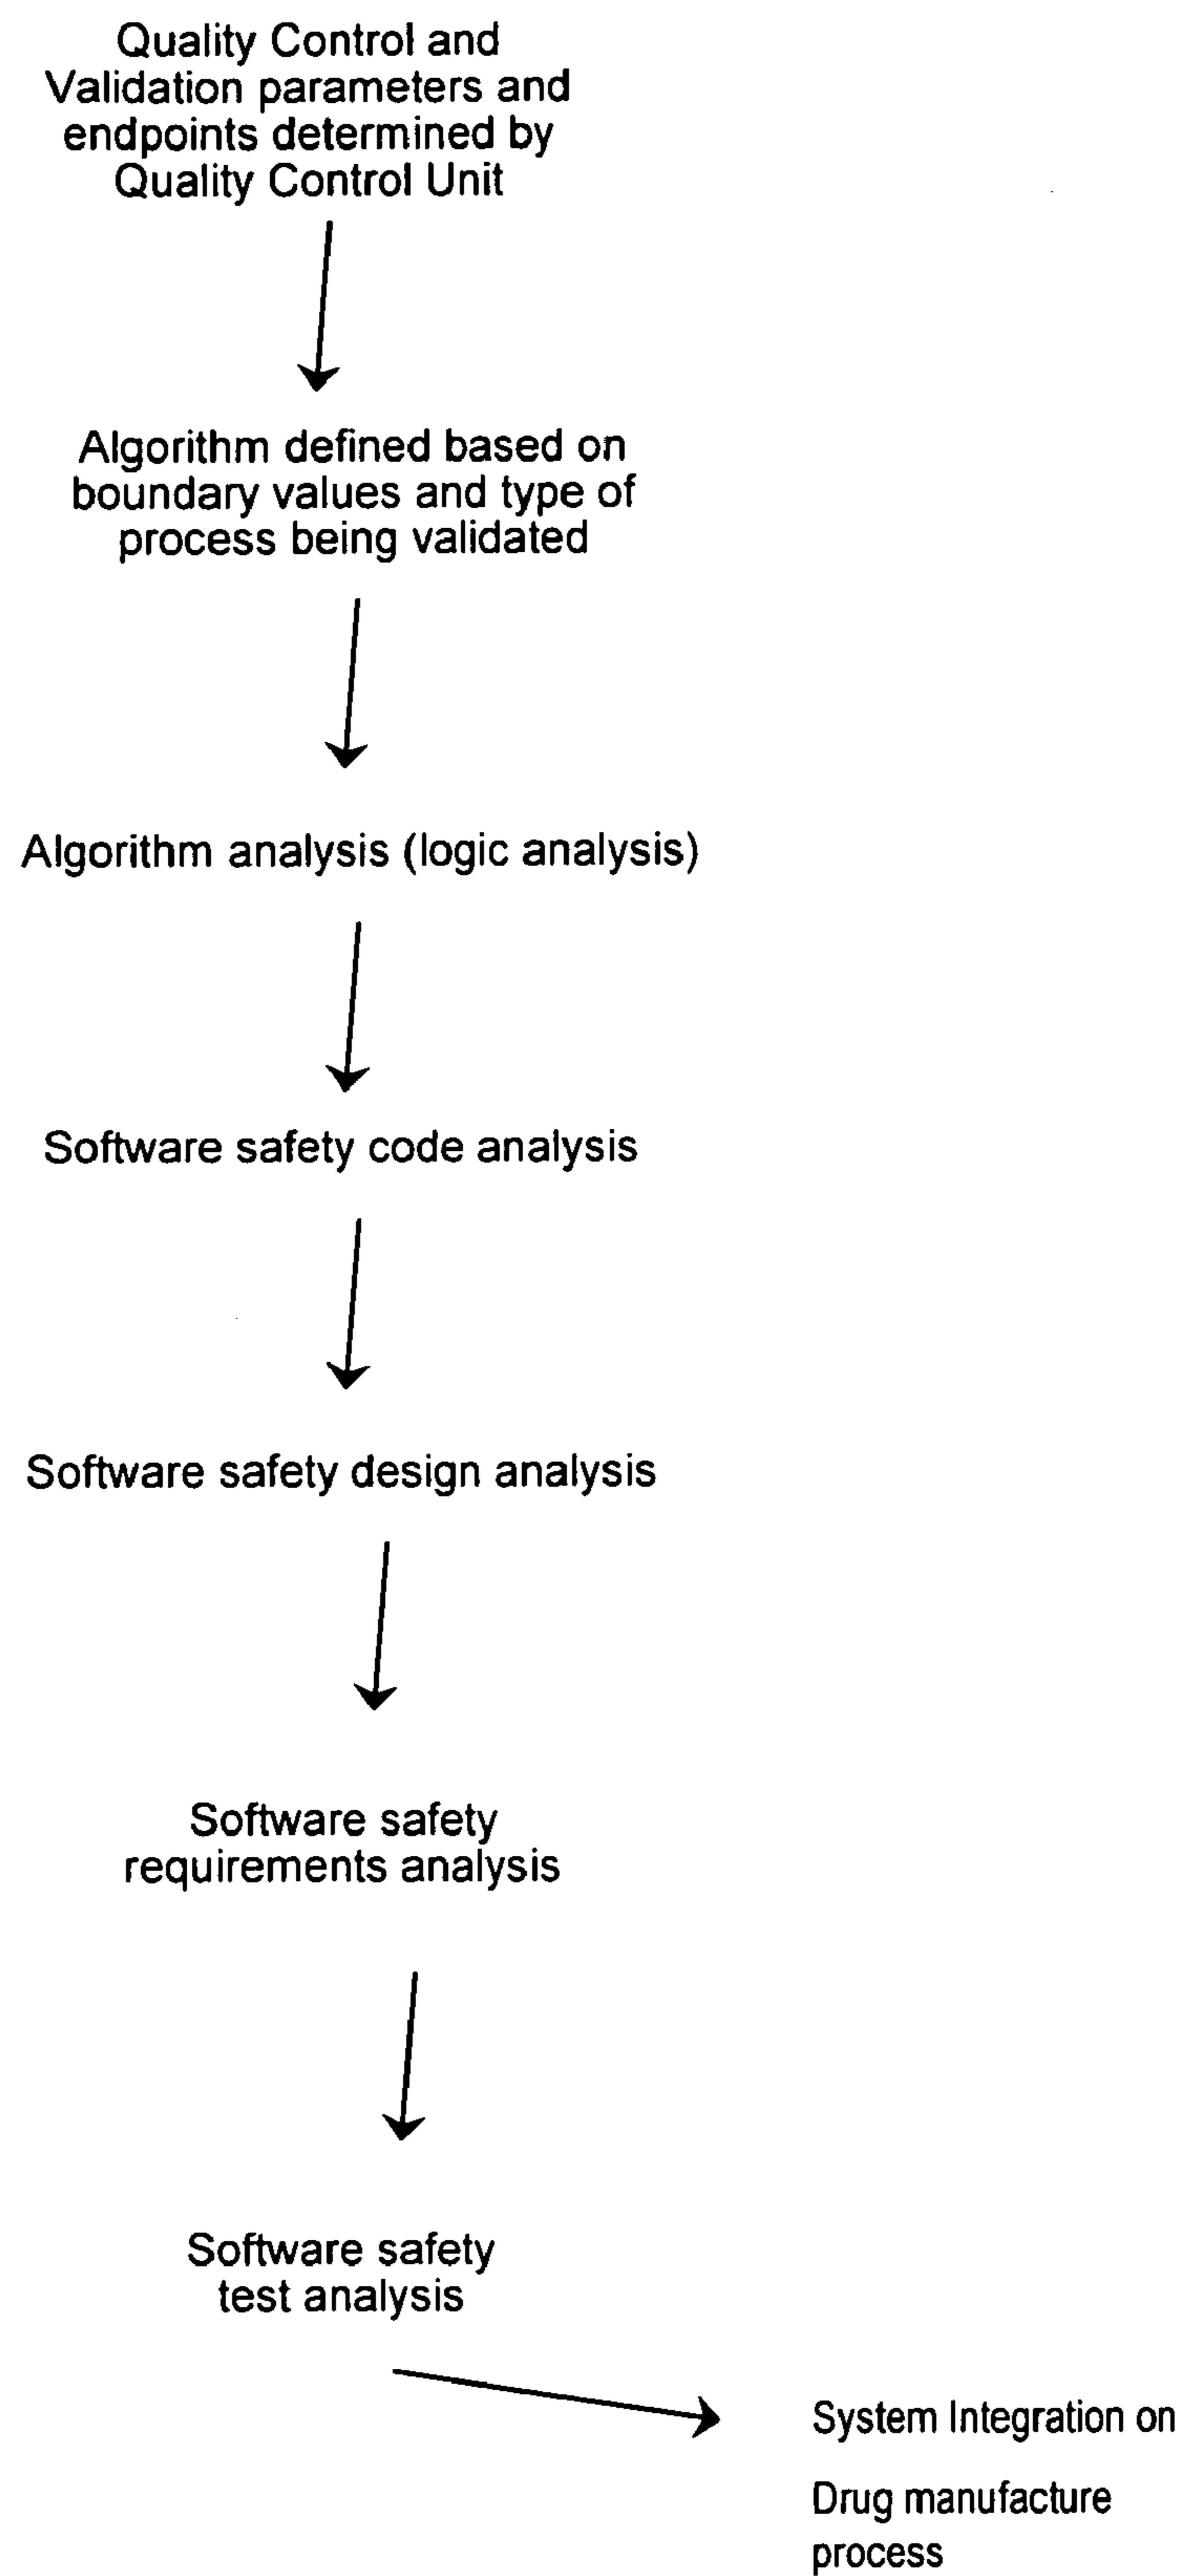 Quality Control and
Validation parameters and
endpoints determined by
Quality Control Unit
Algorithm defined based on
boundary values and type of
process being validated
Algorithm analysis (logic analysis)
Software safety code analysis
Software safety design analysis
Software safety
requirements analysis
Software safety
test analysis
System Integration on
Drug manufacture
process